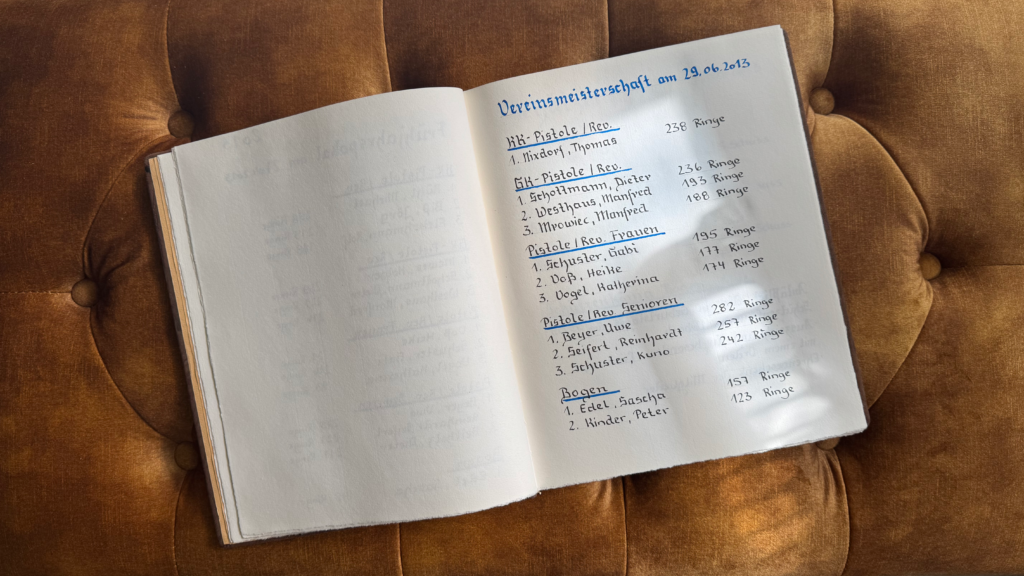 Vereinsmeisterschaft am 29.06.2013
KK-Pistole/Rev.
1. Nixdorf, Thomas 238 Ringe
GK-Pistole/Rev.
1. Schottmann, Dieter 236 Ringe
2. Westhaus, Manfred 193 Ringe
3. Mrowiec, Manfred 188 Ringe
Pistole/Rev. Frauen
1. Schuster, Gabi 195 Ringe
2. Voß, Heike 177 Ringe
3. Vogel, Katherina 174 Ringe
Pistole/Rev Senioren
1. Beyer, Uwe 282 Ringe
2. Seifert, Reinhardt 257 Ringe
3. Schuster, Kuno 242 Ringe
Bogen
1. Edel, Sascha 157 Ringe
2. Kinder, Peter 123 Ringe